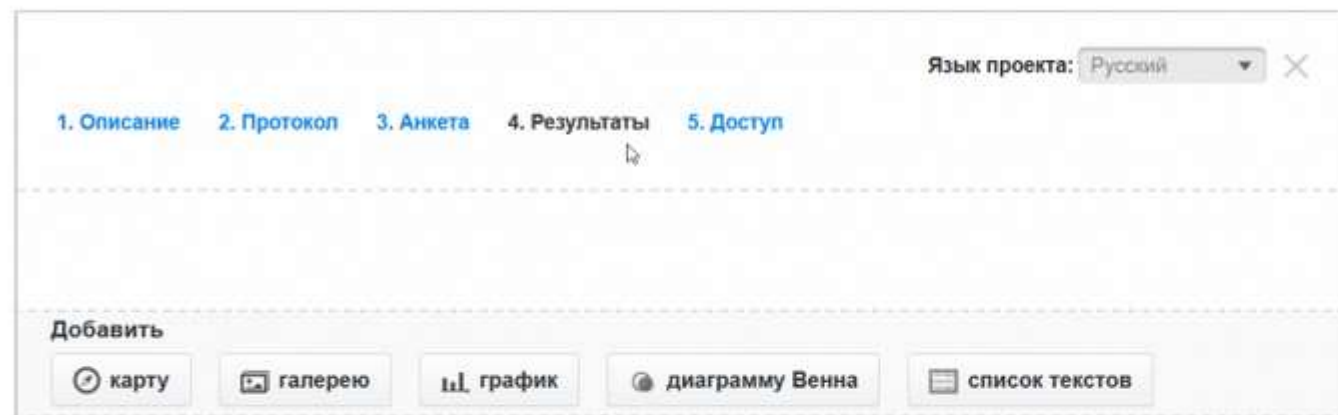 Язык проекта: Русский
1. Описание 2. Протокол 3. Анкета 4. Результаты 5. Доступ
Добавить
карту галерею график диаграмму Венна список текстов